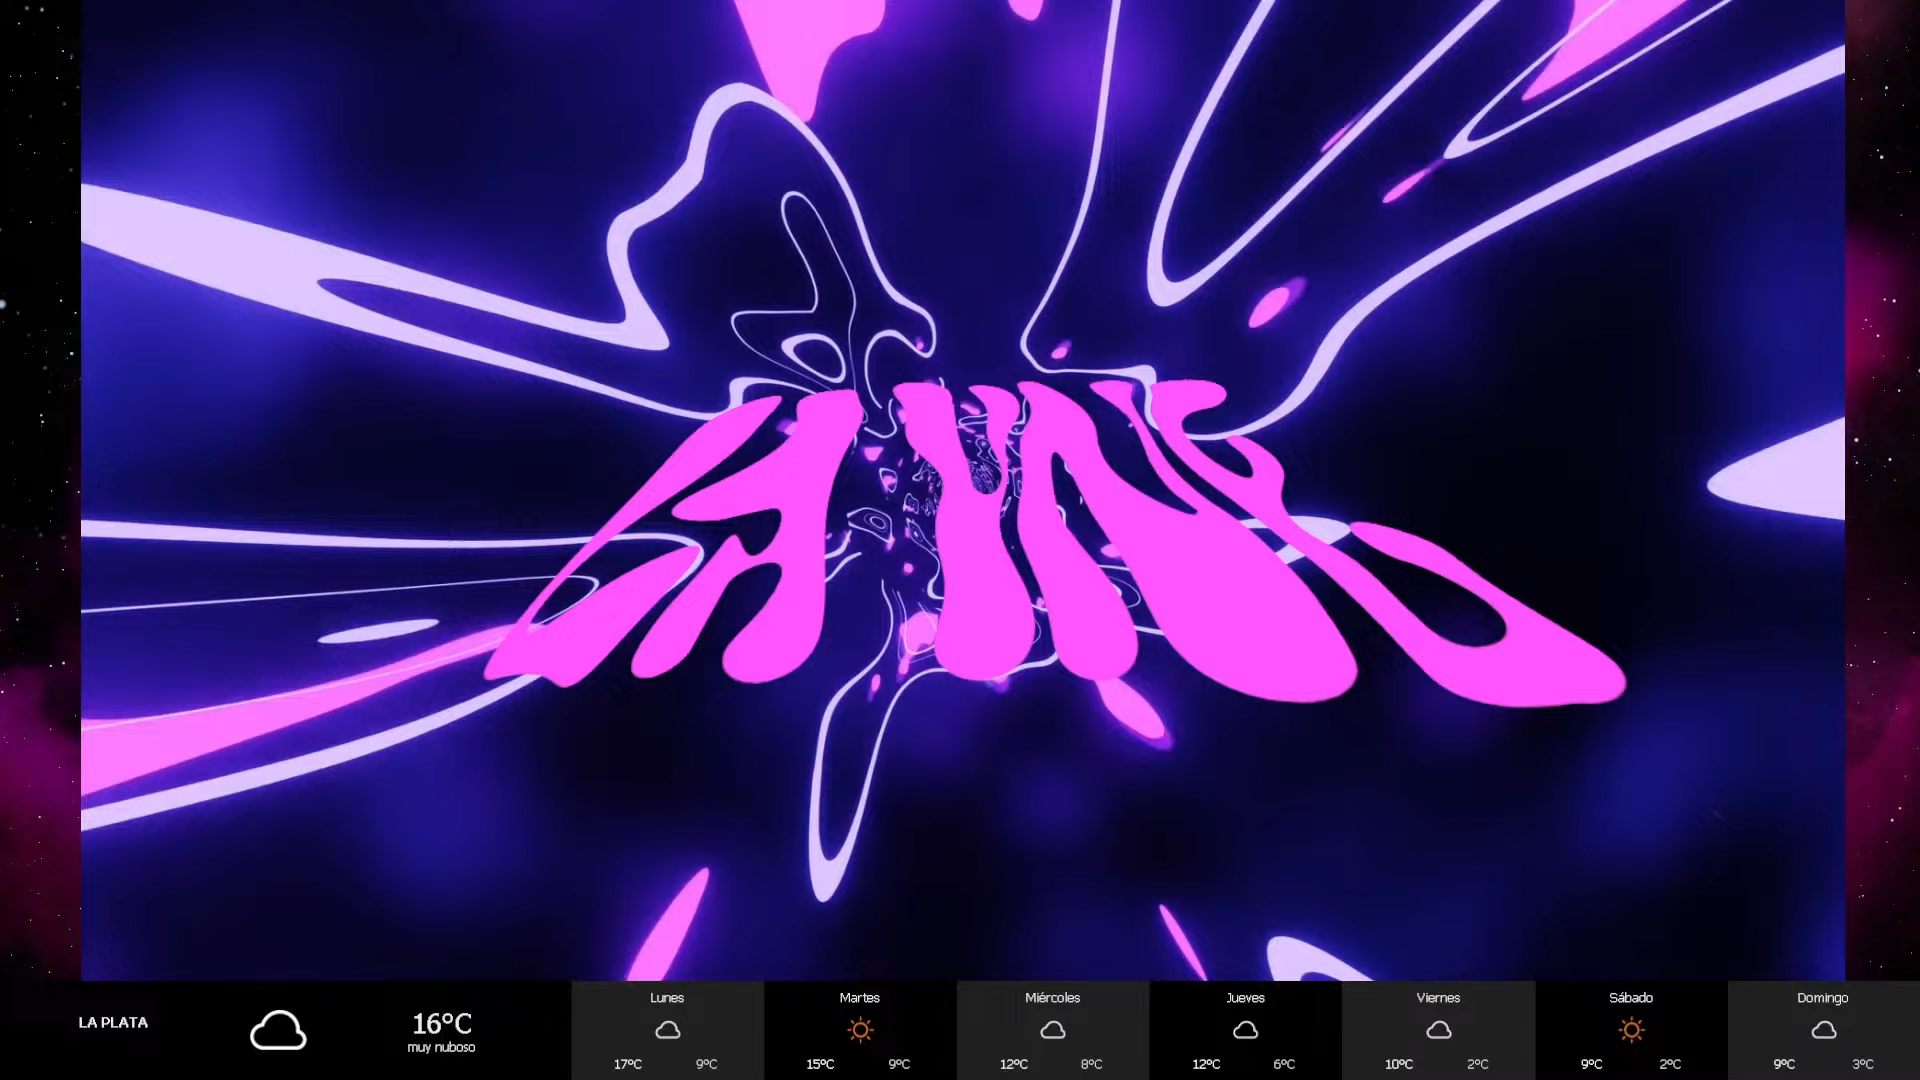 LA PLATA
16°C
muy nuboso
Lunes
17°C 9°C
Martes
15°C 9°C
Miércoles
12°C 8°C
Jueves
12°C 6°C
Viernes
10°C 2°C
Sábado
9°C 2°C
Domingo
9°C 3°C